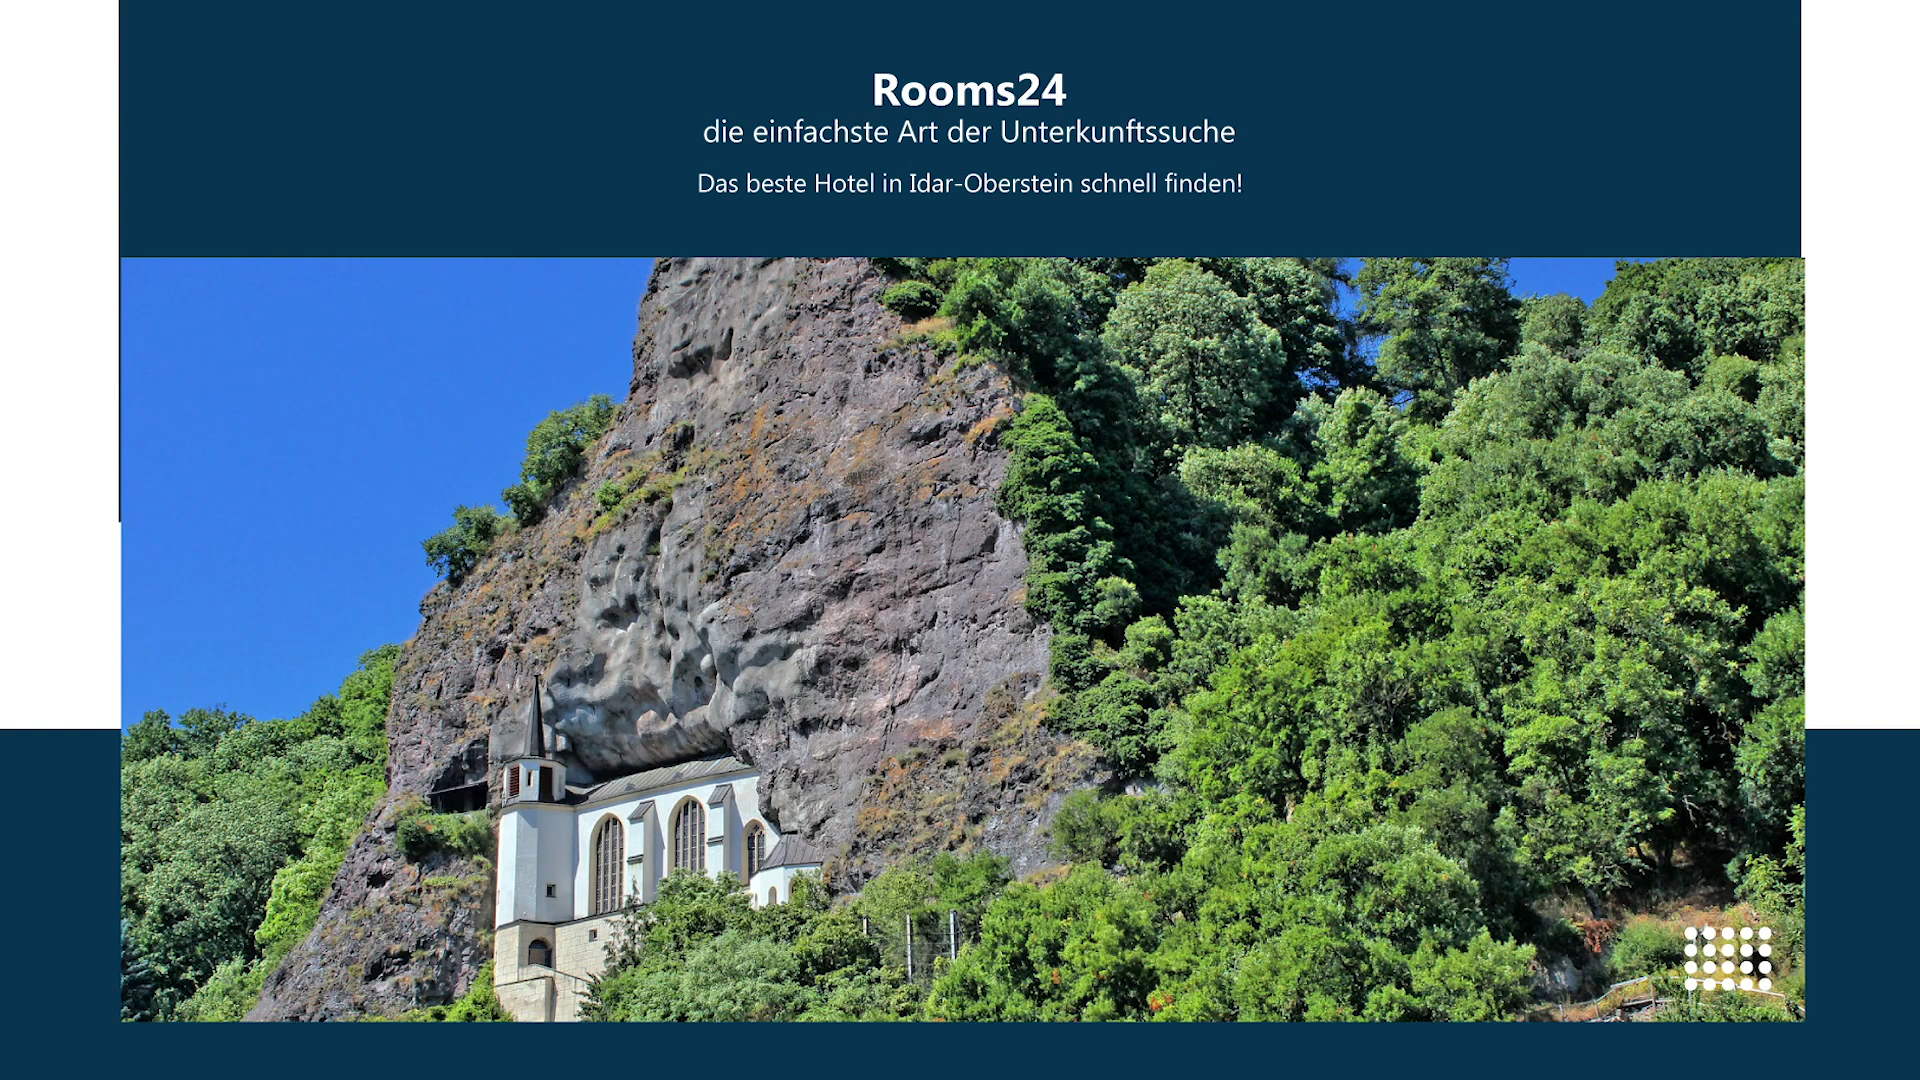 Rooms24
die einfachste Art der Unterkunftssuche
Das beste Hotel in Idar-Oberstein schnell finden!